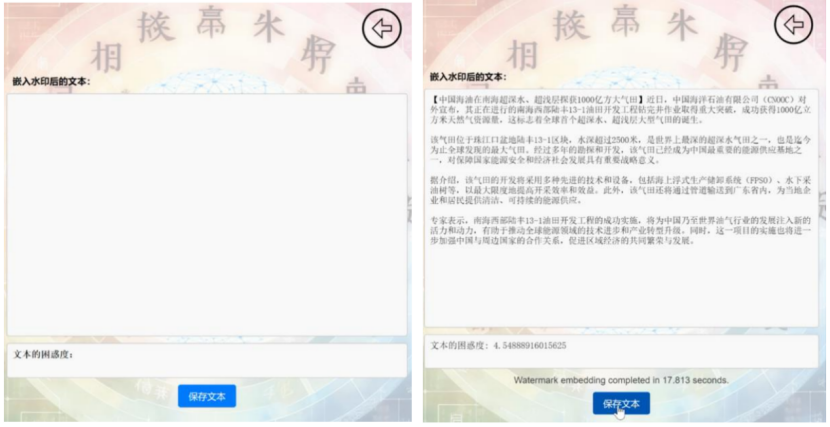 相 挨 帛 米
嵌入水印后的文本：
文本的困惑度：
保存文本
相 挨 帛 米
嵌入水印后的文本：
【中国海油在南海超深水、超浅层探获1000亿方大气田】近日，中国海洋石油有限公司（CNOOC）对
外宣布，其正在进行的南海西部陆丰13-1油田开发工程钻完井作业取得重大突破，成功获得1000亿立
方米天然气资源量，这标志着全球首个超深水、超浅层大型气田的诞生。
该气田位于珠江口盆地陆丰13-1区块，水深超过2500米，是世界上最深的超深水气田之一，也是迄今
为止全球发现的最大气田。经过多年的勘探和开发，该气田已经成为中国最重要的能源供应基地之
一，对保障国家能源安全和经济社会发展具有重要战略意义。
据介绍，该气田的开发将采用多种先进的技术和设备，包括海上浮式生产储卸系统（FPSO）、水下采
油树等，以最大限度地提高开采效率和效益。此外，该气田还将通过管道输送到广东省内，为当地企
业和居民提供清洁、可持续的能源供应。
专家表示，南海西部陆丰13-1油田开发工程的成功实施，将为中国乃至世界油气行业的发展注入新的
活力和动力，有助于推动全球能源领域的技术进步和产业转型升级。同时，这一项目的实施也将进一
步加强中国与周边国家的合作关系，促进区域经济的共同繁荣与发展。
文本的困惑度: 4.54888916015625
Watermark embedding completed in 17.813 seconds.
保存文本